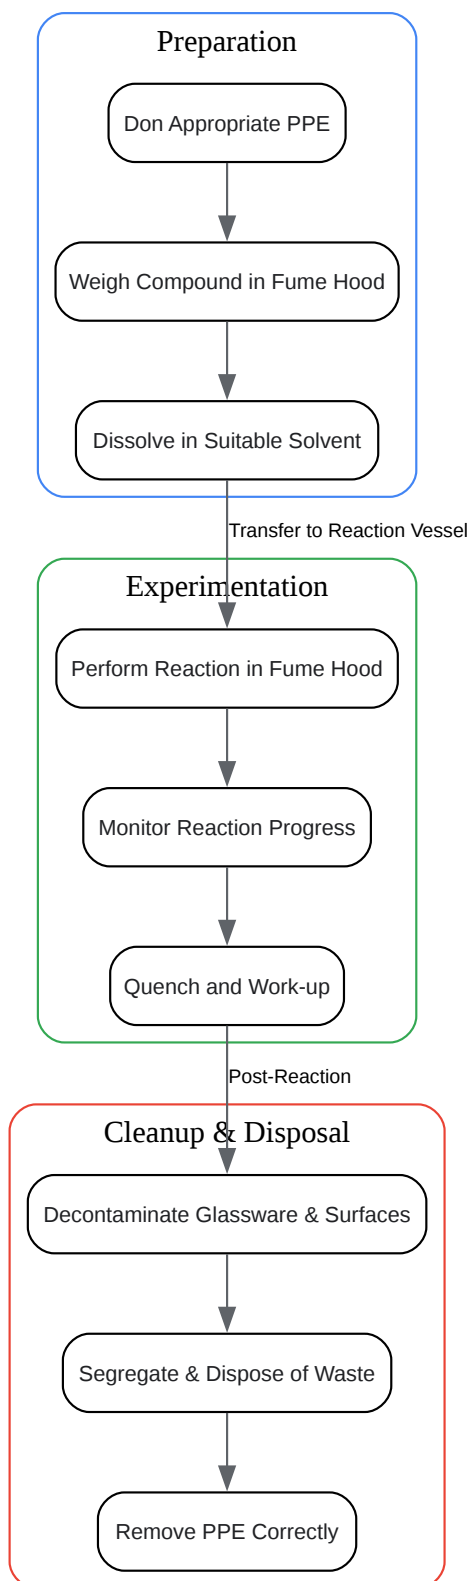 Preparation
Don Appropriate PPE
Weigh Compound in Fume Hood
Dissolve in Suitable Solvent
Transfer to Reaction Vessel
Experimentation
Perform Reaction in Fume Hood
Monitor Reaction Progress
Quench and Work-up
Post-Reaction
Cleanup & Disposal
Decontaminate Glassware & Surfaces
Segregate & Dispose of Waste
Remove PPE Correctly